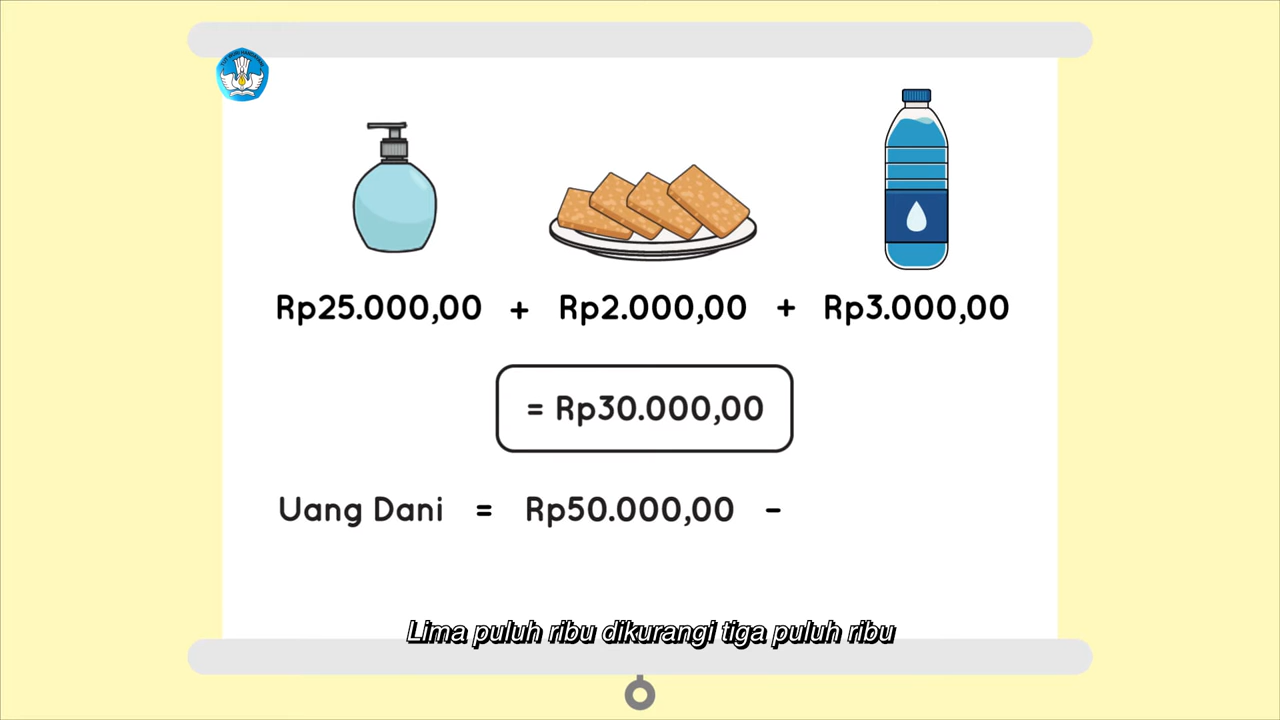 Rp25.000,00 + Rp2.000,00 + Rp3.000,00
= Rp30.000,00
Uang Dani = Rp50.000,00 -
Lima puluh ribu dikurangi tiga puluh ribu